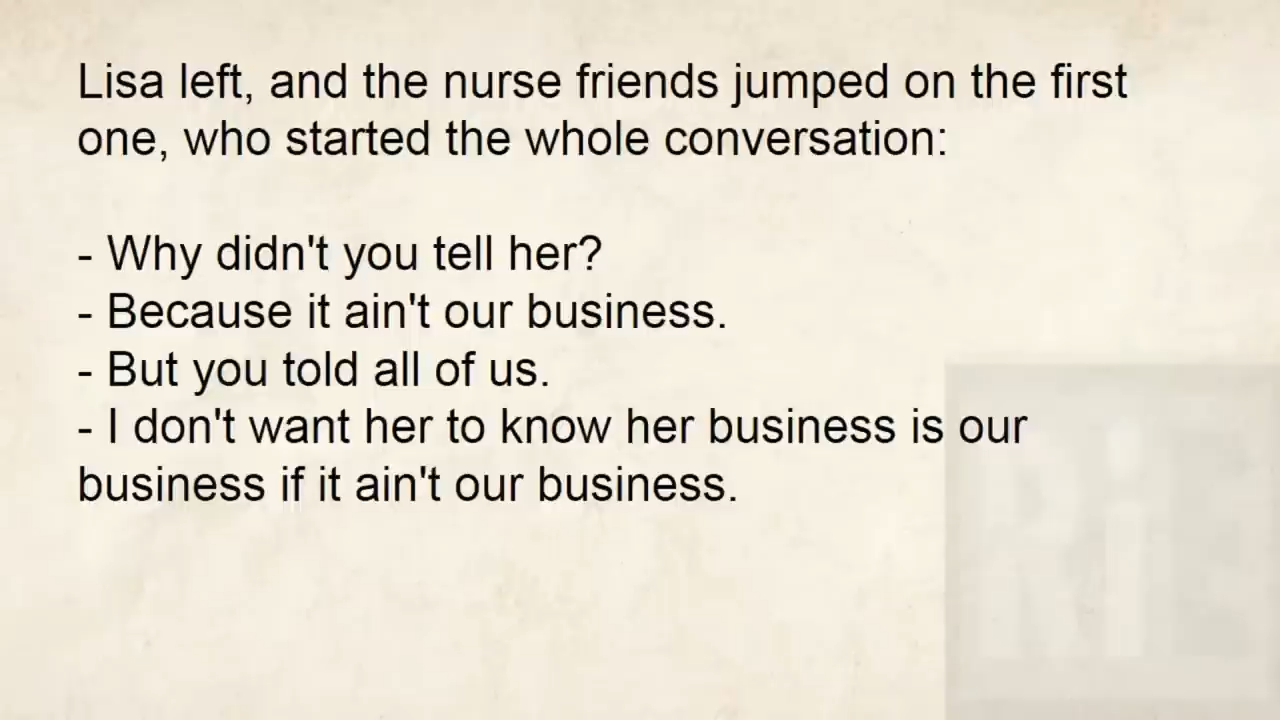 Lisa left, and the nurse friends jumped on the first
one, who started the whole conversation:
- Why didn't you tell her?
- Because it ain't our business.
- But you told all of us.
- I don't want her to know her business is our
business if it ain't our business.
RiE